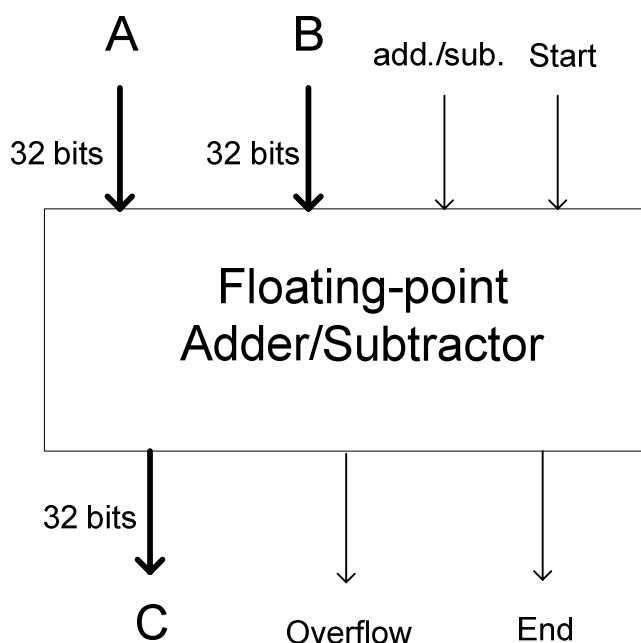 A
B
add./sub.
Start
32 bits
32 bits
Floating-point
Adder/Subtractor
32 bits
C
Overflow
End